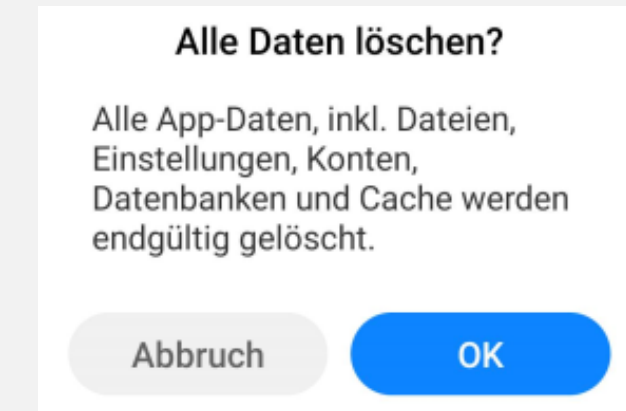 Alle Daten löschen?
Alle App-Daten, inkl. Dateien,
Einstellungen, Konten,
Datenbanken und Cache werden
endgültig gelöscht.
Abbruch
OK